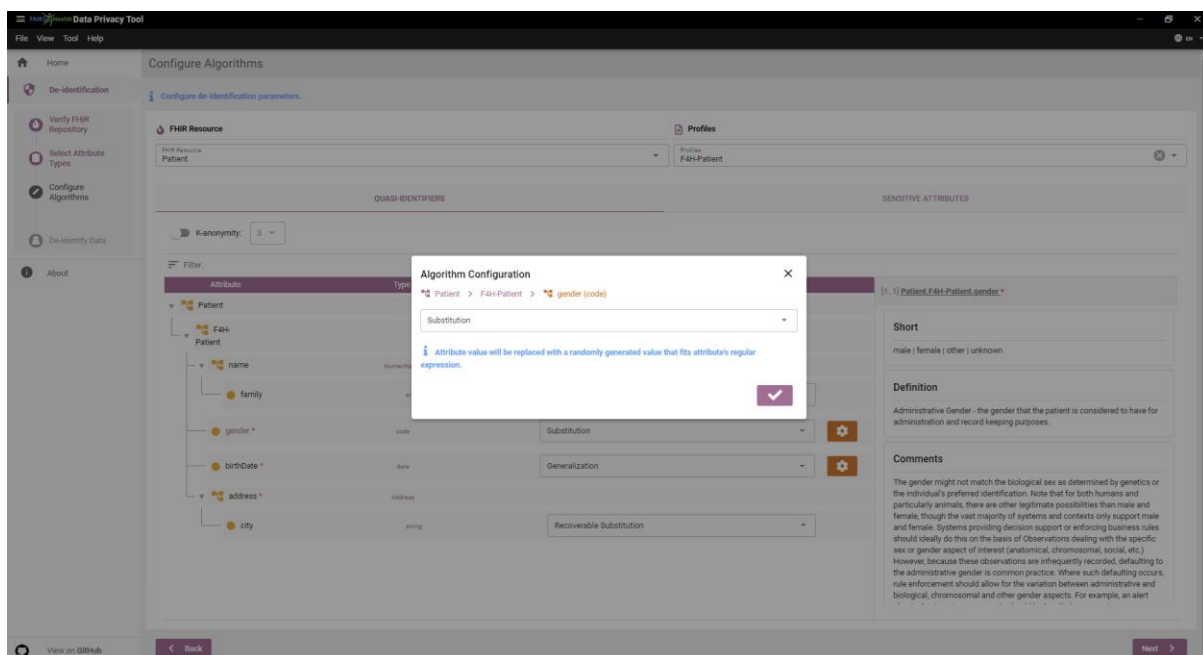 FAIR4Health Data Privacy Tool
File View Tool Help
EN
Home
De-identification
Verify FHIR
Repository
Select Attribute
Types
Configure
Algorithms
De-identify Data
About
View on GitHub
Configure Algorithms
Configure de-identification parameters.
FHIR Resource
FHIR Resource
Patient
Profiles
Profiles
F4H-Patient
QUASI-IDENTIFIERS
SENSITIVE ATTRIBUTES
K-anonymity: 3
Filter
Attribute
Type
Patient
F4H-
Patient
name
family
gender *
code
Substitution
birthDate *
date
Generalization
address *
Address
city
string
Recoverable Substitution
Algorithm Configuration
Patient > F4H-Patient > gender (code)
Substitution
Attribute value will be replaced with a randomly generated value that fits attribute's regular
expression.
[1..1] Patient.F4H-Patient.gender *
Short
male | female | other | unknown
Definition
Administrative Gender - the gender that the patient is considered to have for
administration and record keeping purposes.
Comments
The gender might not match the biological sex as determined by genetics or
the individual's preferred identification. Note that for both humans and
particularly animals, there are other legitimate possibilities than male and
female, though the vast majority of systems and contexts only support male
and female. Systems providing decision support or enforcing business rules
should ideally do this on the basis of Observations dealing with the specific
sex or gender aspect of interest (anatomical, chromosomal, social, etc.)
However, because these observations are infrequently recorded, defaulting to
the administrative gender is common practice. Where such defaulting occurs,
rule enforcement should allow for the variation between administrative and
biological, chromosomal and other gender aspects. For example, an alert
Back
Next